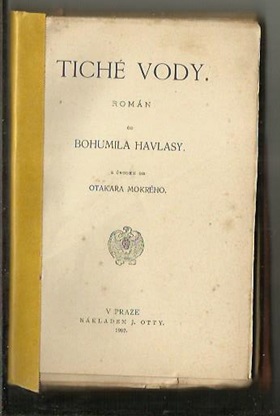 TICHÉ VODY.
ROMÁN
BOHUMILA HAVLASY.
OTAKARA MOKRÉHO.
V PRAZE
NÁKLADEM J. OTTY.